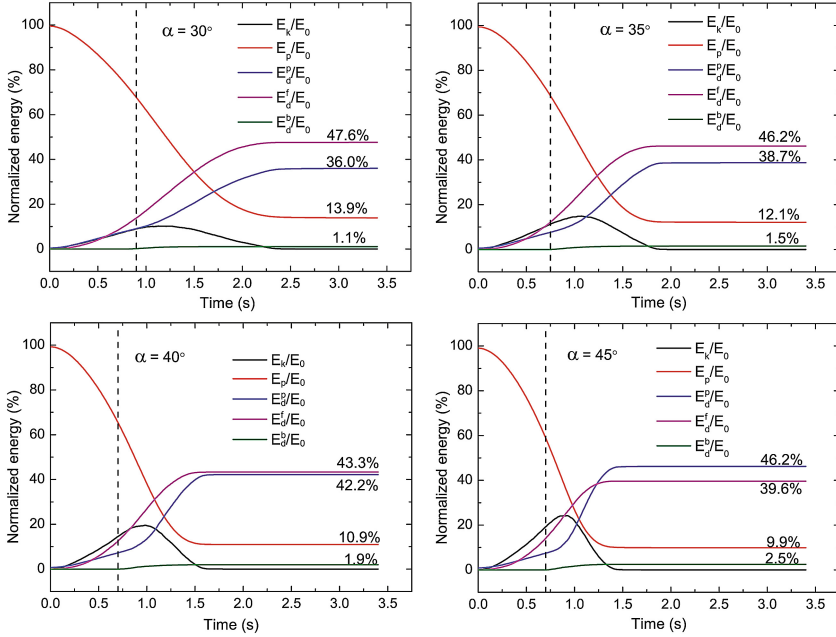 α = 30°
E_k/E_0
E_p/E_0
E_d^p/E_0
E_d^f/E_0
E_d^b/E_0
47.6%
36.0%
13.9%
1.1%
Normalized energy (%)
100
80
60
40
20
0
0.0 0.5 1.0 1.5 2.0 2.5 3.0 3.5
Time (s)
α = 35°
E_k/E_0
E_p/E_0
E_d^p/E_0
E_d^f/E_0
E_d^b/E_0
46.2%
38.7%
12.1%
1.5%
Normalized energy (%)
100
80
60
40
20
0
0.0 0.5 1.0 1.5 2.0 2.5 3.0 3.5
Time (s)
α = 40°
E_k/E_0
E_p/E_0
E_d^p/E_0
E_d^f/E_0
E_d^b/E_0
43.3%
42.2%
10.9%
1.9%
Normalized energy (%)
100
80
60
40
20
0
0.0 0.5 1.0 1.5 2.0 2.5 3.0 3.5
Time (s)
α = 45°
E_k/E_0
E_p/E_0
E_d^p/E_0
E_d^f/E_0
E_d^b/E_0
46.2%
39.6%
9.9%
2.5%
Normalized energy (%)
100
80
60
40
20
0
0.0 0.5 1.0 1.5 2.0 2.5 3.0 3.5
Time (s)